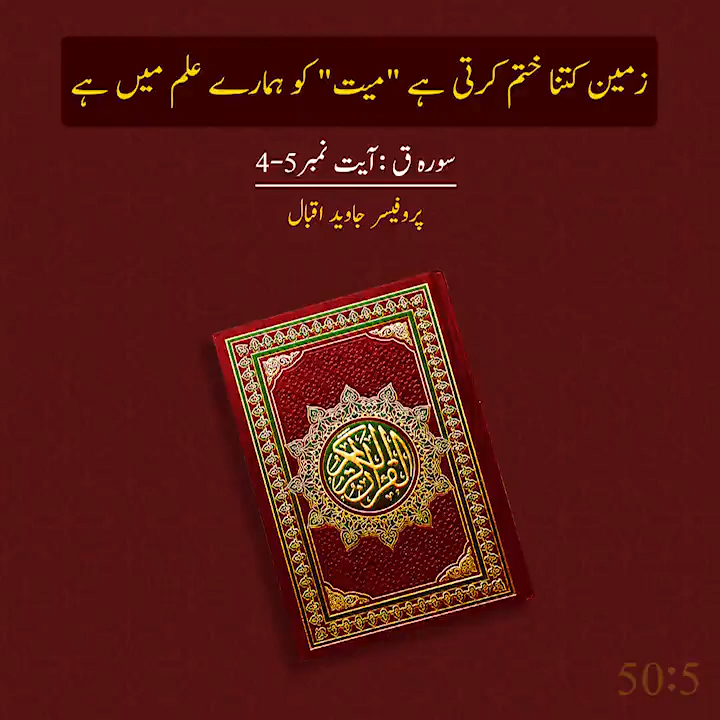 زمین کتنا ختم کرتی ہے "میت" کو ہمارے علم میں ہے
سورہ ق : آیت نمبر 5-4
پروفیسر جاوید اقبال
القرآن الكريم
50:5